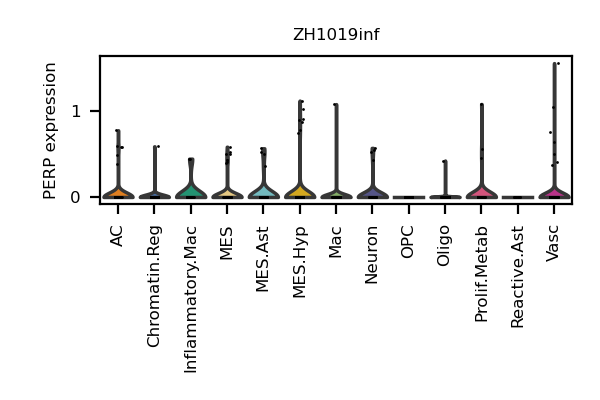 ZH1019inf
PERP expression
1
0
AC
Chromatin.Reg
Inflammatory.Mac
MES
MES.Ast
MES.Hyp
Mac
Neuron
OPC
Oligo
Prolif.Metab
Reactive.Ast
Vasc